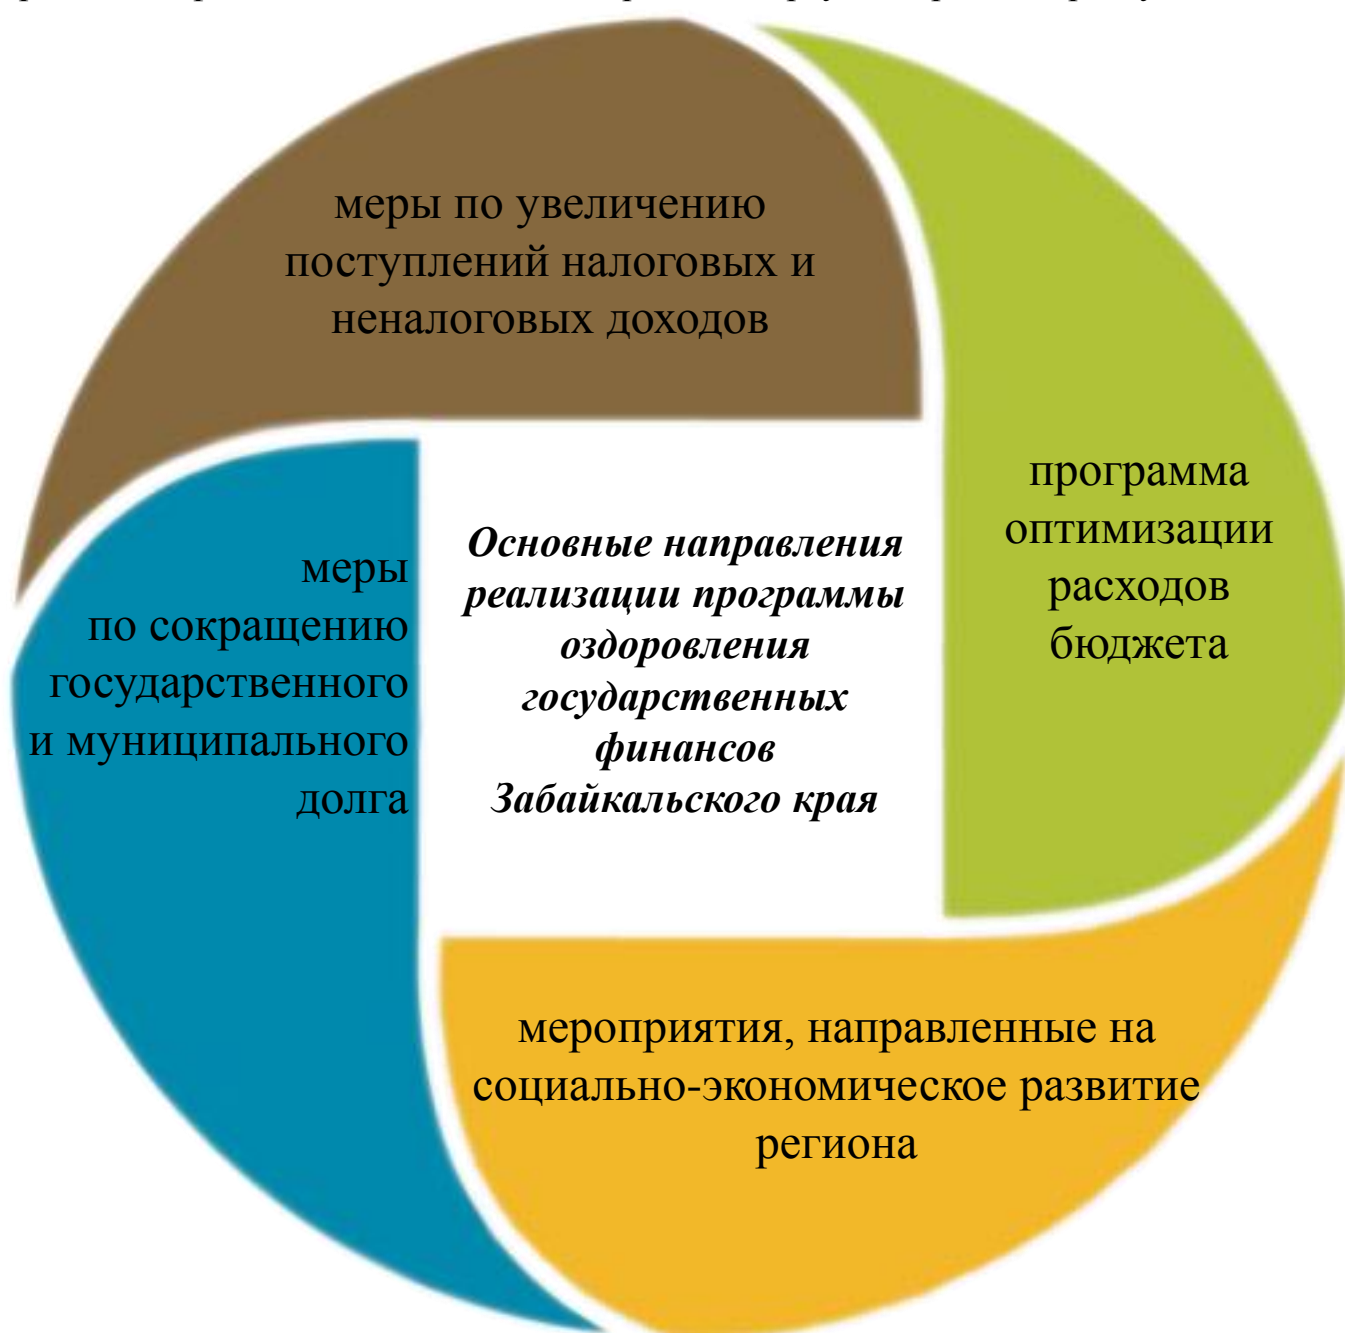 меры по увеличению
поступлений налоговых и
неналоговых доходов
программа
оптимизации
расходов
бюджета
Основные направления
реализации программы
оздоровления
государственных
финансов
Забайкальского края
меры
по сокращению
государственного
и муниципального
долга
мероприятия, направленные на
социально-экономическое развитие
региона